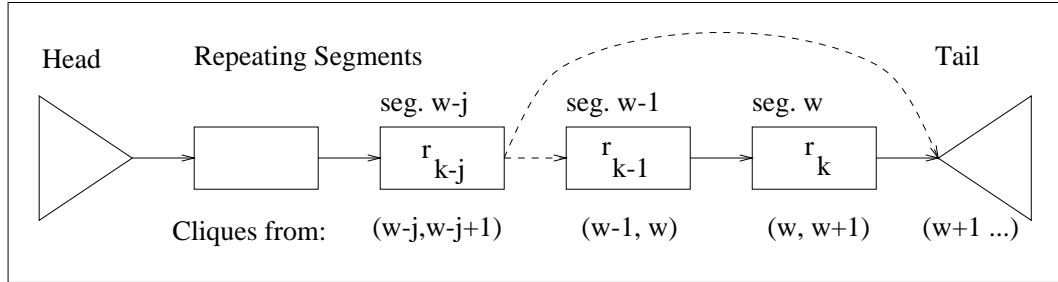 Head
Repeating Segments
Tail
seg. w-j
seg. w-1
seg. w
r k-j
r k-1
r k
Cliques from:
(w-j,w-j+1)
(w-1, w)
(w, w+1)
(w+1 ...)